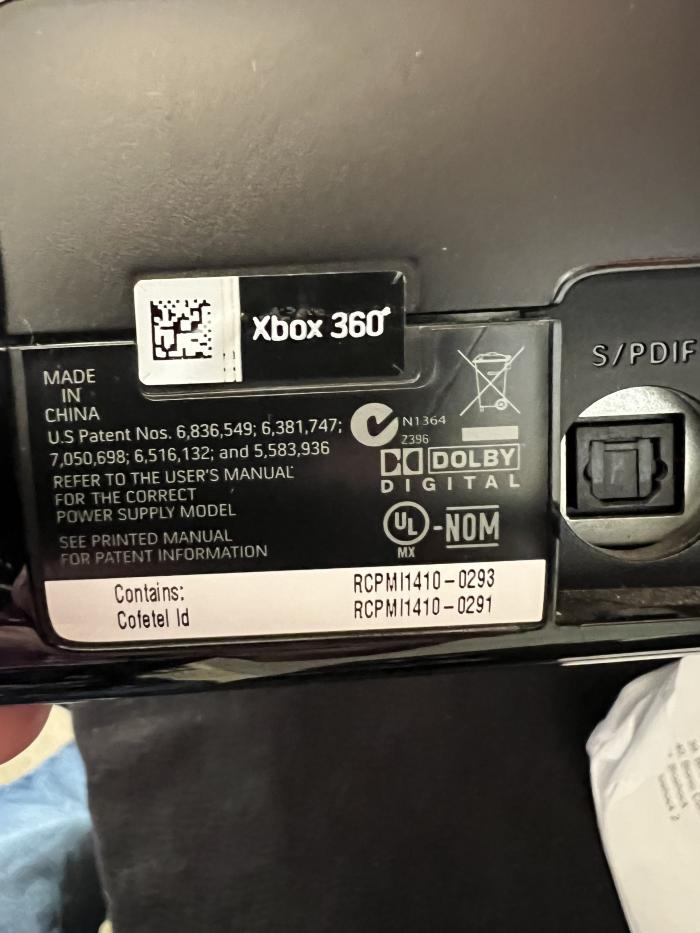 Xbox 360
S/PDIF
MADE
IN
CHINA
U.S Patent Nos. 6,836,549; 6,381,747;
7,050,698; 6,516,132; and 5,583,936
REFER TO THE USER'S MANUAL
FOR THE CORRECT
POWER SUPPLY MODEL
SEE PRINTED MANUAL
FOR PATENT INFORMATION
N1364
2396
DOLBY
DIGITAL
UL
MX
-NOM
Contains: RCPMI1410-0293
Cofetel Id RCPMI1410-0291